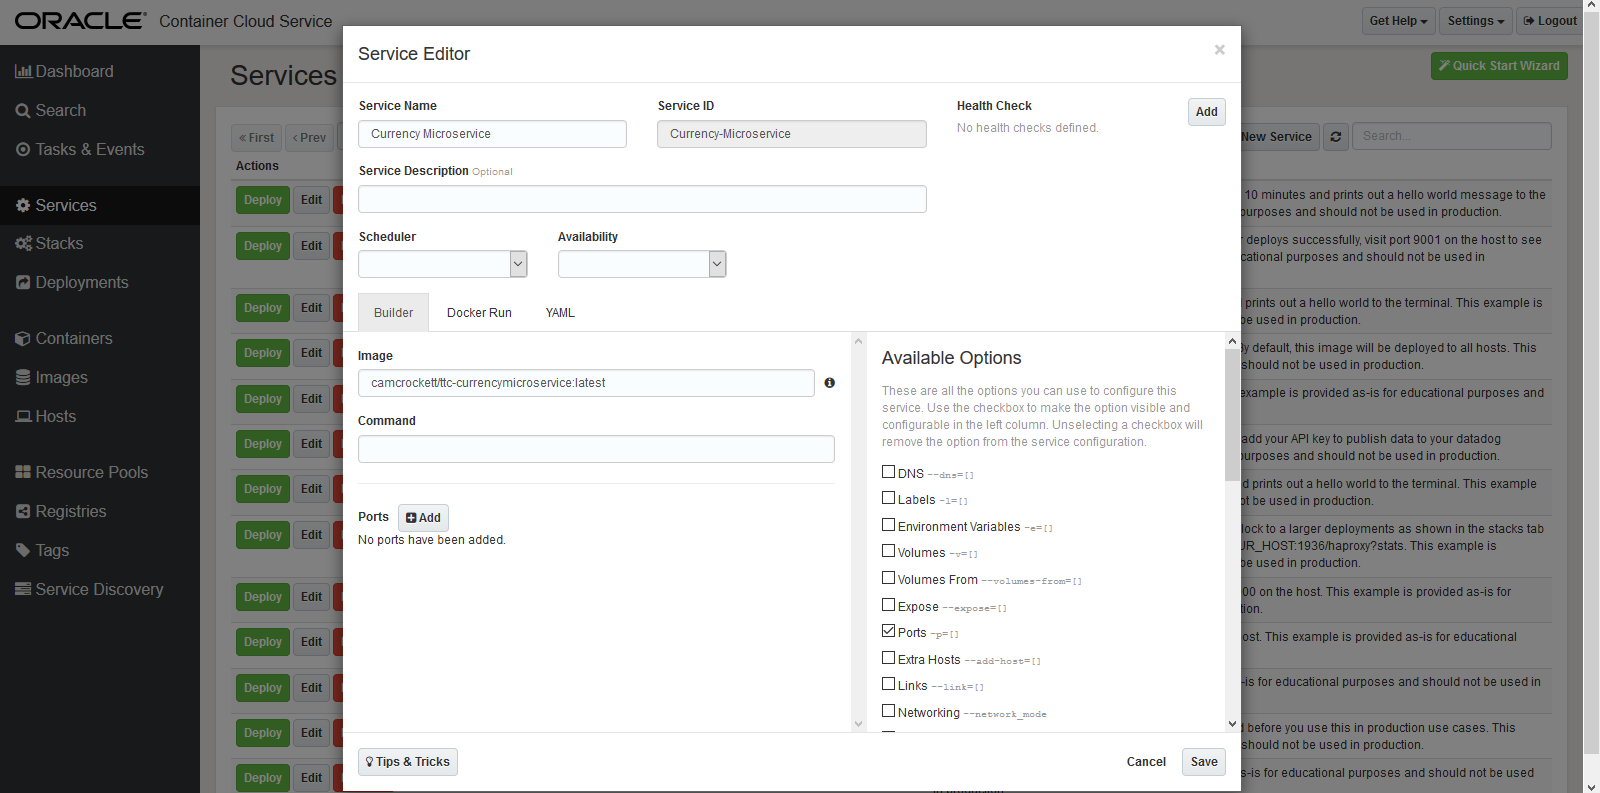 ORACLE Container Cloud Service
Get Help
Settings
Logout
Dashboard
Search
Tasks & Events
Services
Stacks
Deployments
Containers
Images
Hosts
Resource Pools
Registries
Tags
Service Discovery
Services
Quick Start Wizard
First
Prev
New Service
Search...
Actions
Deploy Edit
10 minutes and prints out a hello world message to the
purposes and should not be used in production.
Deploy Edit
deploys successfully, visit port 9001 on the host to see
educational purposes and should not be used in
Deploy Edit
prints out a hello world to the terminal. This example is
be used in production.
Deploy Edit
By default, this image will be deployed to all hosts. This
should not be used in production.
Deploy Edit
example is provided as-is for educational purposes and
Deploy Edit
add your API key to publish data to your datadog
purposes and should not be used in production.
Deploy Edit
d prints out a hello world to the terminal. This example
ot be used in production.
Deploy Edit
lock to a larger deployments as shown in the stacks tab
UR_HOST:1936/haproxy?stats. This example is
be used in production.
Deploy Edit
00 on the host. This example is provided as-is for
Deploy Edit
ost. This example is provided as-is for educational
Deploy Edit
s-is for educational purposes and should not be used in
Deploy Edit
d before you use this in production use cases. This
should not be used in production.
Deploy Edit
s-is for educational purposes and should not be used
Service Editor
×
Service Name
Currency Microservice
Service ID
Currency-Microservice
Health Check
No health checks defined.
Add
Service Description Optional
Scheduler
Availability
Builder
Docker Run
YAML
Image
camcrockett/ttc-currencymicroservice:latest
Command
Ports
Add
No ports have been added.
Available Options
These are all the options you can use to configure this
service. Use the checkbox to make the option visible and
configurable in the left column. Unselecting a checkbox will
remove the option from the service configuration.
DNS --dns=[]
Labels -l=[]
Environment Variables -e=[]
Volumes -v=[]
Volumes From --volumes-from=[]
Expose --expose=[]
Ports -p=[]
Extra Hosts --add-host=[]
Links --link=[]
Networking --network_mode
Tips & Tricks
Cancel
Save